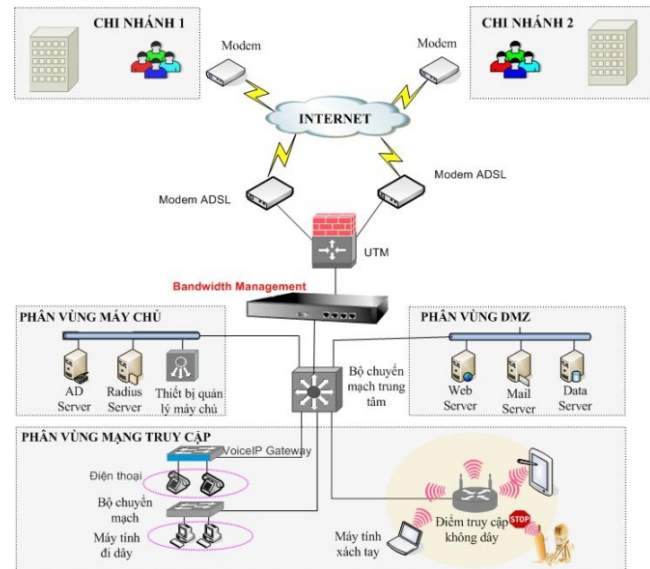 CHI NHÁNH 1
Modem
Modem
CHI NHÁNH 2
INTERNET
Modem ADSL
Modem ADSL
UTM
Bandwidth Management
PHÂN VÙNG MÁY CHỦ
AD
Server
Radius
Server
Thiết bị quản
lý máy chủ
Bộ chuyển
mạch trung
tâm
PHÂN VÙNG DMZ
Web
Server
Mail
Server
Data
Server
PHÂN VÙNG MẠNG TRUY CẬP
VoiceIP Gateway
Điện thoại
Bộ chuyển
mạch
Máy tính
đi dây
Máy tính
xách tay
Điểm truy cập
không dây
STOP